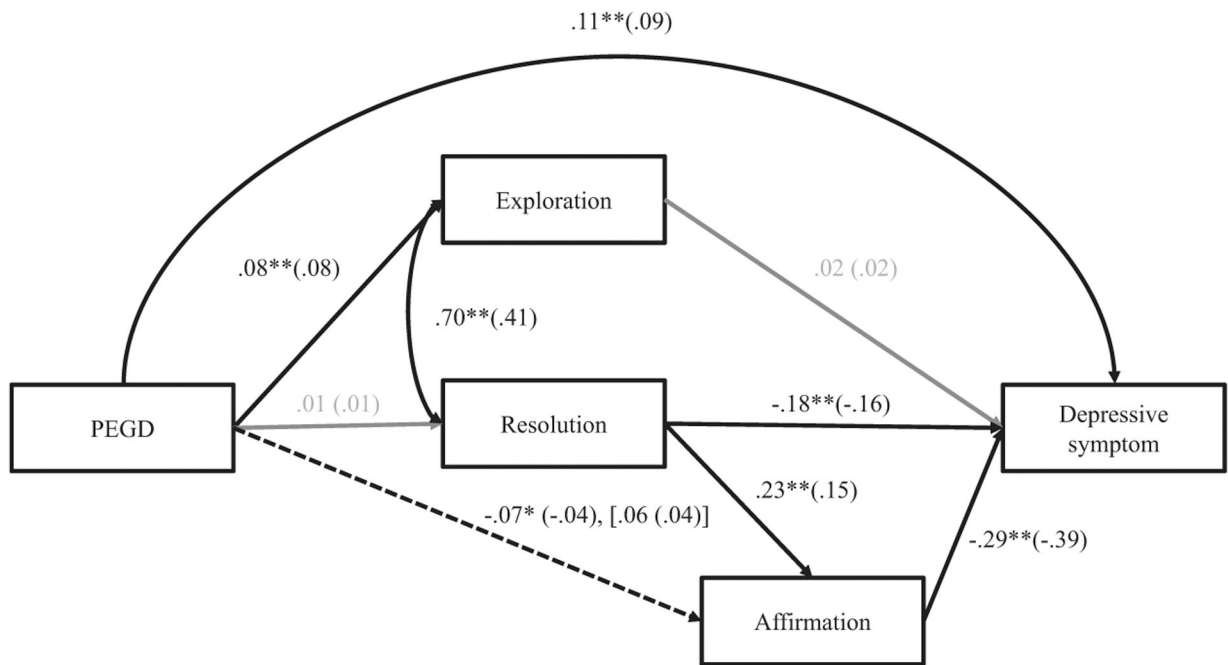 .11**(.09)
Exploration
.08**(.08)
.02 (.02)
.70**(.41)
PEGD
.01 (.01)
Resolution
-.18**(-.16)
Depressive
symptom
.23**(.15)
-.07* (-.04), [.06 (.04)]
-.29**(-.39)
Affirmation